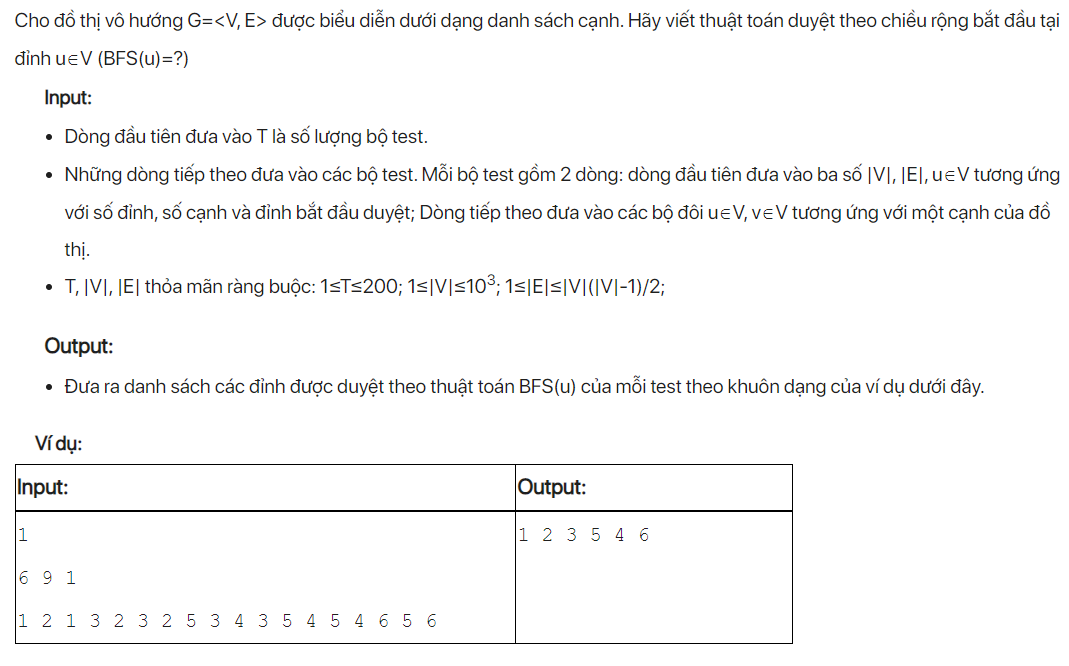 Cho đồ thị vô hướng G=<V, E> được biểu diễn dưới dạng danh sách cạnh. Hãy viết thuật toán duyệt theo chiều rộng bắt đầu tại
đỉnh u∈V (BFS(u)=?)
Input:
• Dòng đầu tiên đưa vào T là số lượng bộ test.
• Những dòng tiếp theo đưa vào các bộ test. Mỗi bộ test gồm 2 dòng: dòng đầu tiên đưa vào ba số |V|, |E|, u∈V tương ứng
với số đỉnh, số cạnh và đỉnh bắt đầu duyệt; Dòng tiếp theo đưa vào các bộ đôi u∈V, v∈V tương ứng với một cạnh của đồ
thị.
• T, |V|, |E| thỏa mãn ràng buộc: 1≤T≤200; 1≤|V|≤10³; 1≤|E|≤|V|(|V|-1)/2;
Output:
• Đưa ra danh sách các đỉnh được duyệt theo thuật toán BFS(u) của mỗi test theo khuôn dạng của ví dụ dưới đây.
Ví dụ:
Input: Output:
1 1 2 3 5 4 6
6 9 1
1 2 1 3 2 3 2 5 3 4 3 5 4 5 4 6 5 6